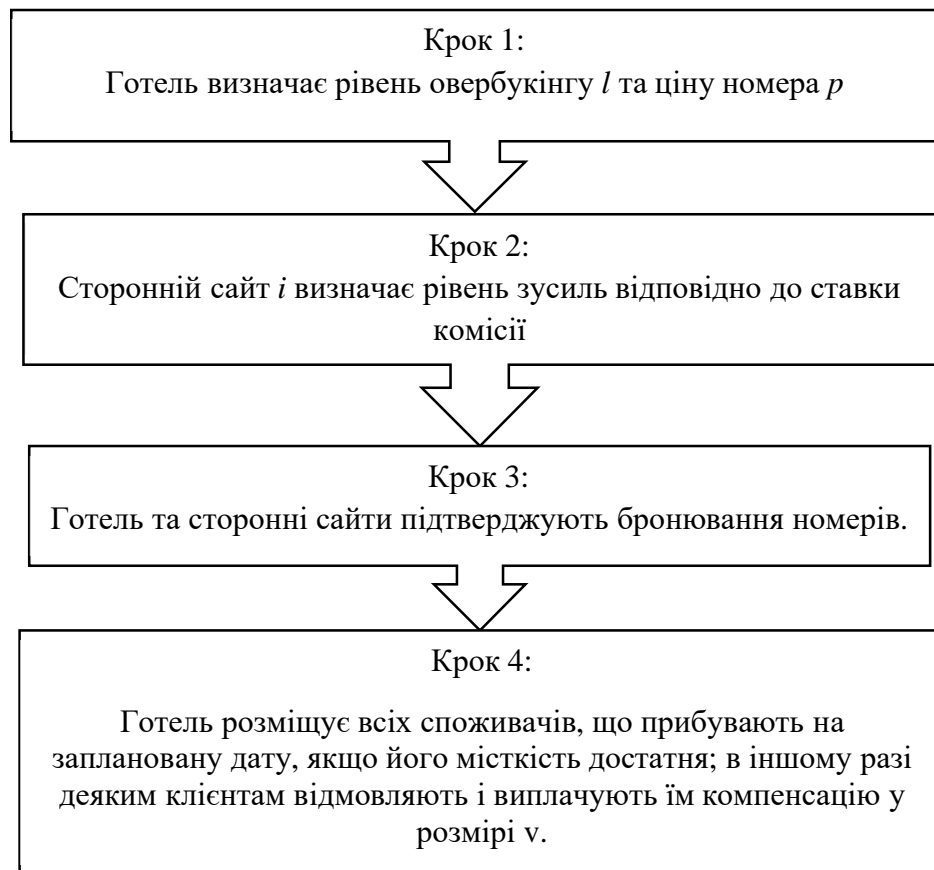 Крок 1:
Готель визначає рівень овербукінгу l та ціну номера p
Крок 2:
Сторонній сайт i визначає рівень зусиль відповідно до ставки
комісії
Крок 3:
Готель та сторонні сайти підтверджують бронювання номерів.
Крок 4:
Готель розміщує всіх споживачів, що прибувають на
заплановану дату, якщо його місткість достатня; в іншому разі
деяким клієнтам відмовляють і виплачують їм компенсацію у
розмірі v.